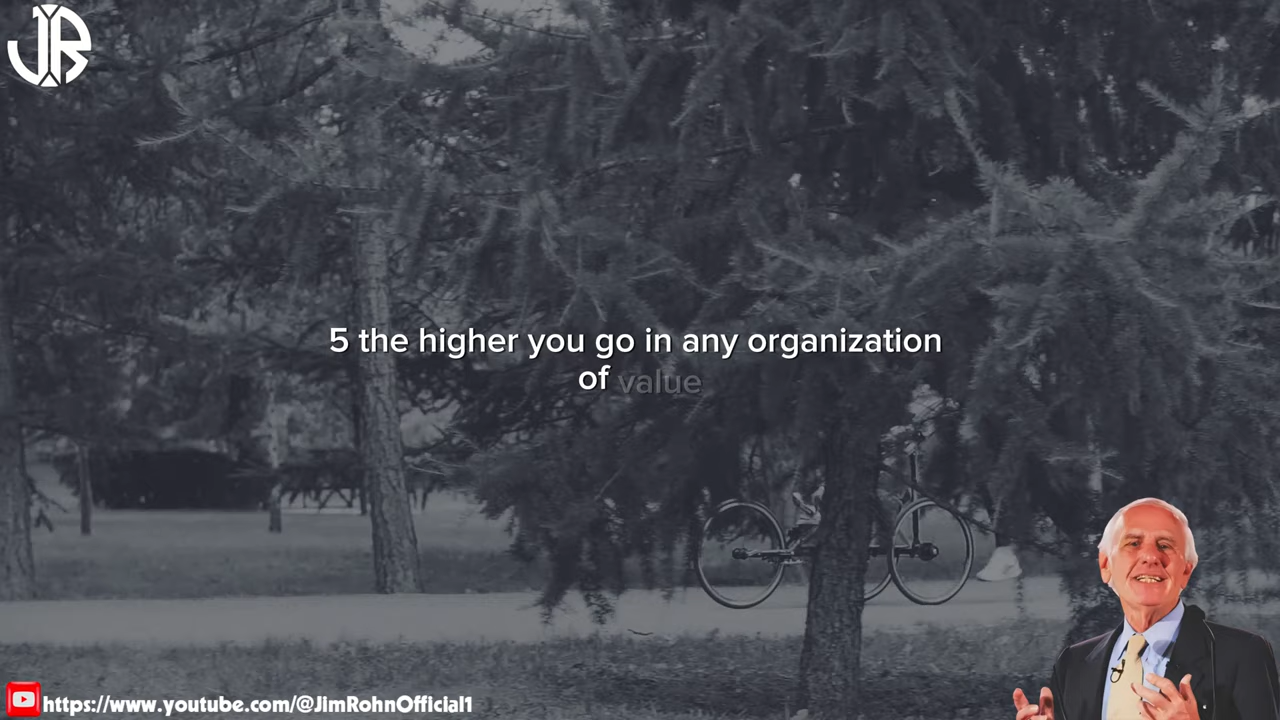 JR
5 the higher you go in any organization
of value
https://www.youtube.com/@JimRohnOfficial1